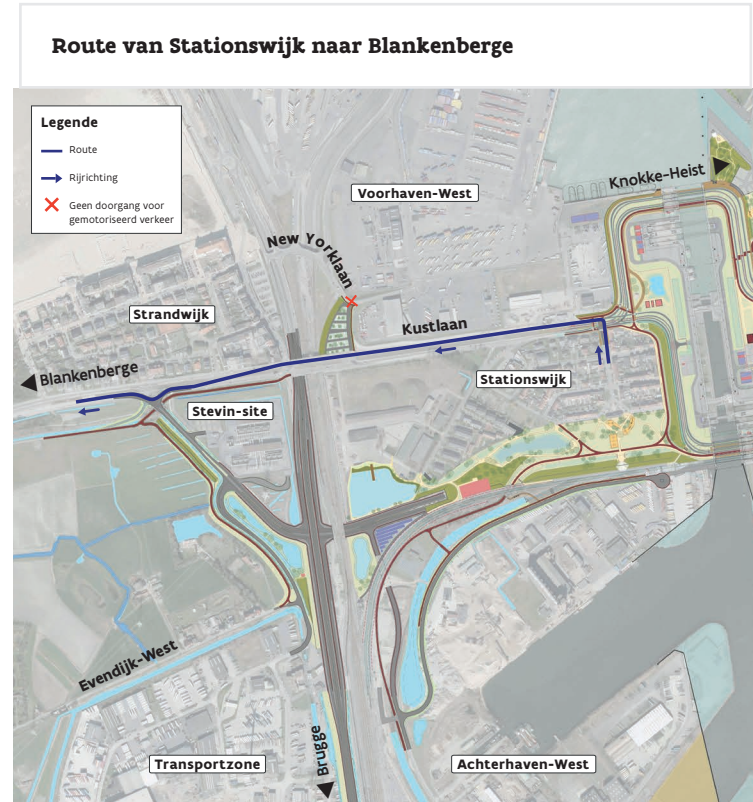 Route van Stationswijk naar Blankenberge
Legende
Route
Rijrichting
Geen doorgang voor
gemotoriseerd verkeer
Knokke-Heist
Voorhaven-West
New Yorklaan
Strandwijk
Kustlaan
Blankenberge
Stationswijk
Stevin-site
Evendijk-West
Brugge
Transportzone
Achterhaven-West